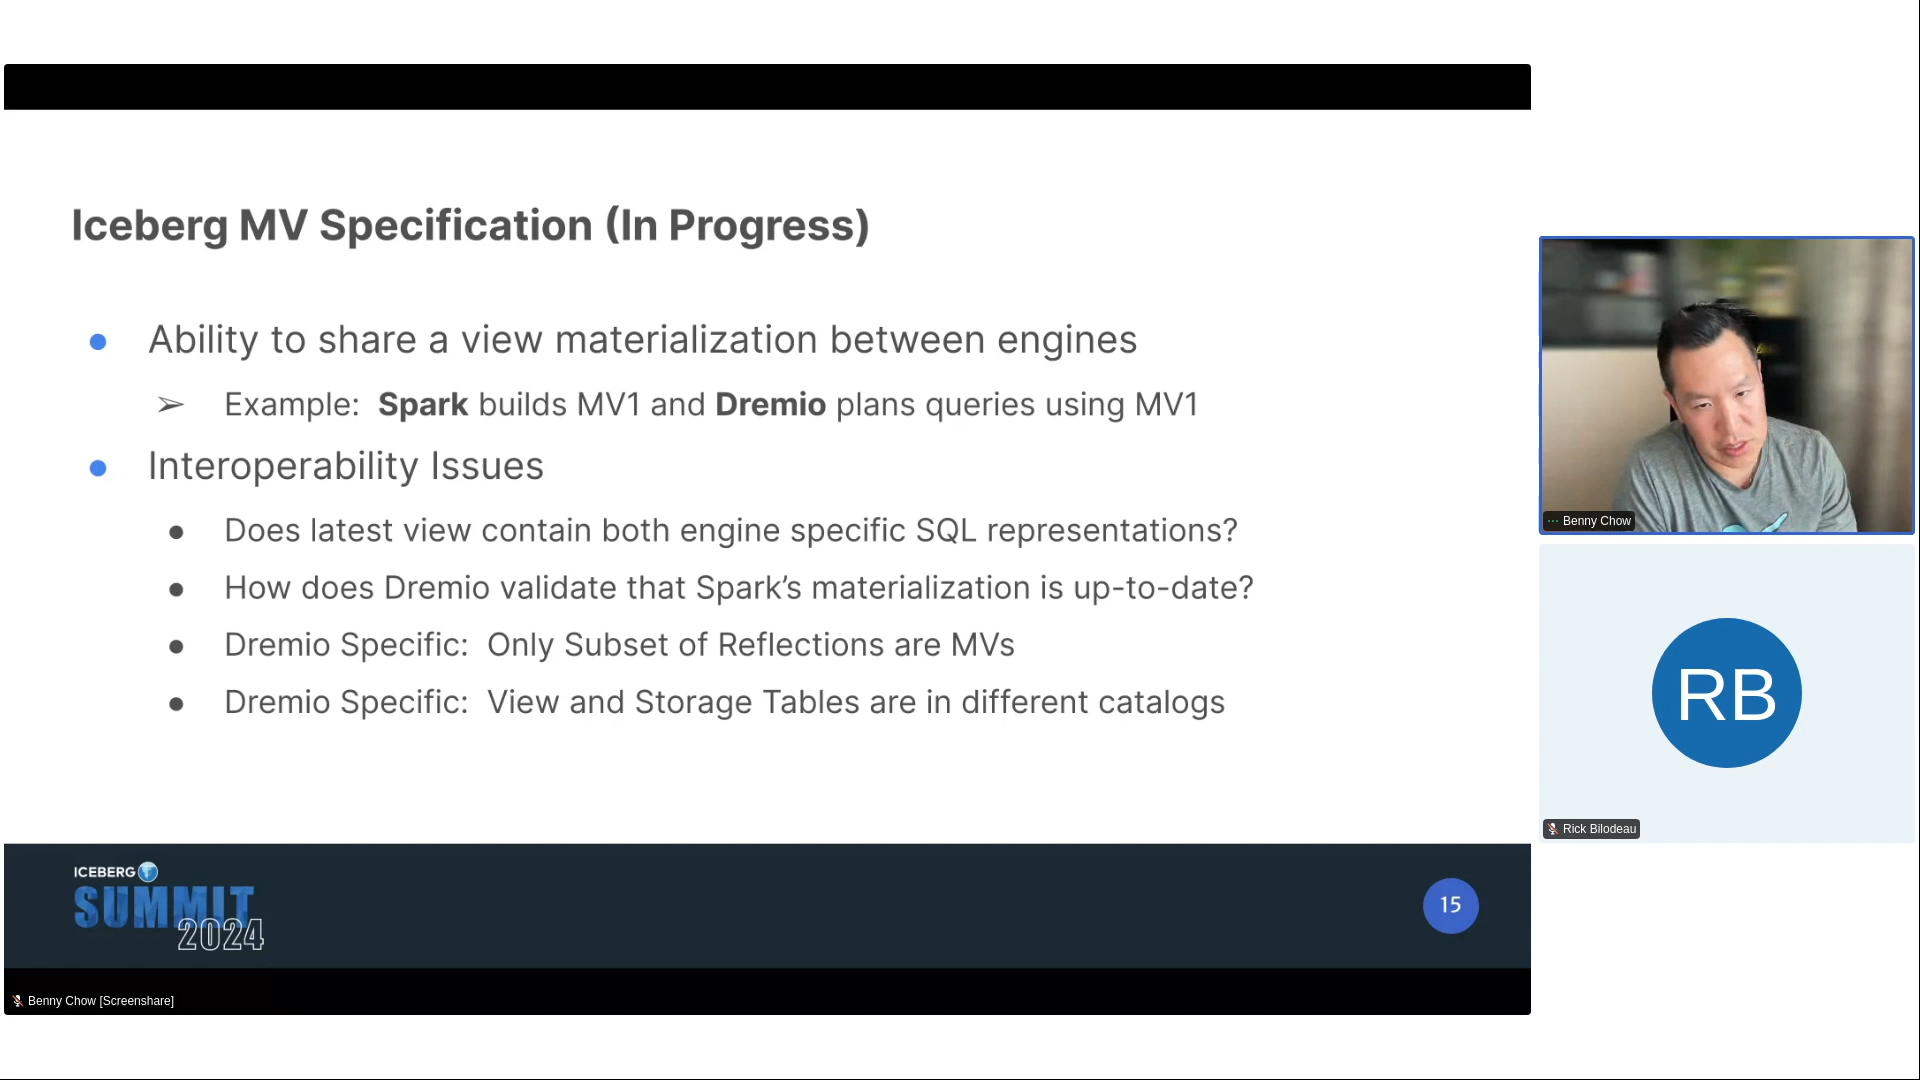 Iceberg MV Specification (In Progress)
● Ability to share a view materialization between engines
➢ Example: Spark builds MV1 and Dremio plans queries using MV1
● Interoperability Issues
● Does latest view contain both engine specific SQL representations?
● How does Dremio validate that Spark’s materialization is up-to-date?
● Dremio Specific: Only Subset of Reflections are MVs
● Dremio Specific: View and Storage Tables are in different catalogs
ICEBERG
SUMMIT
2024
15
Benny Chow [Screenshare]
Benny Chow
RB
Rick Bilodeau